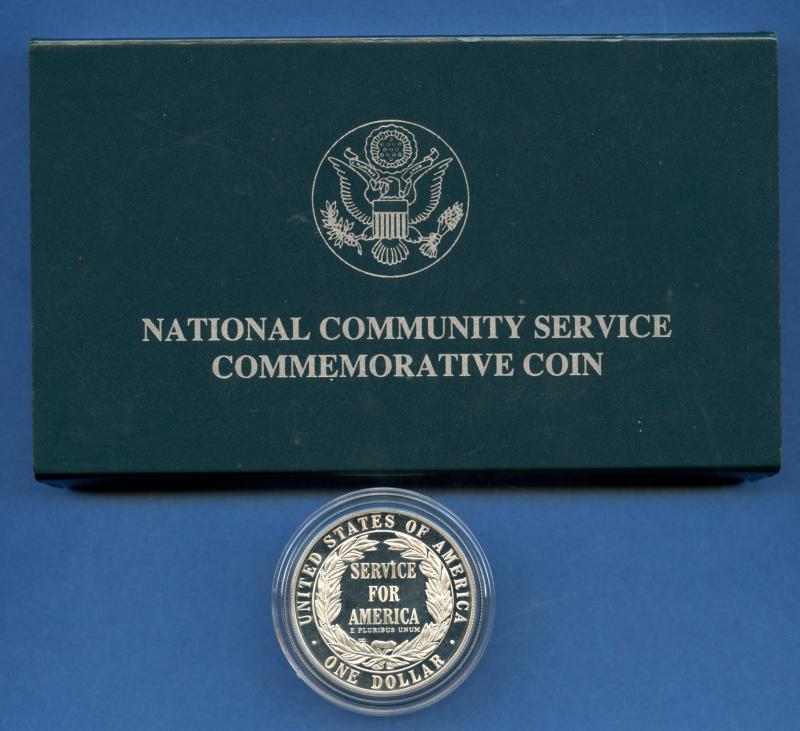 NATIONAL COMMUNITY SERVICE
COMMEMORATIVE COIN
UNITED STATES OF AMERICA
SERVICE
FOR
AMERICA
E PLURIBUS UNUM
· ONE DOLLAR ·